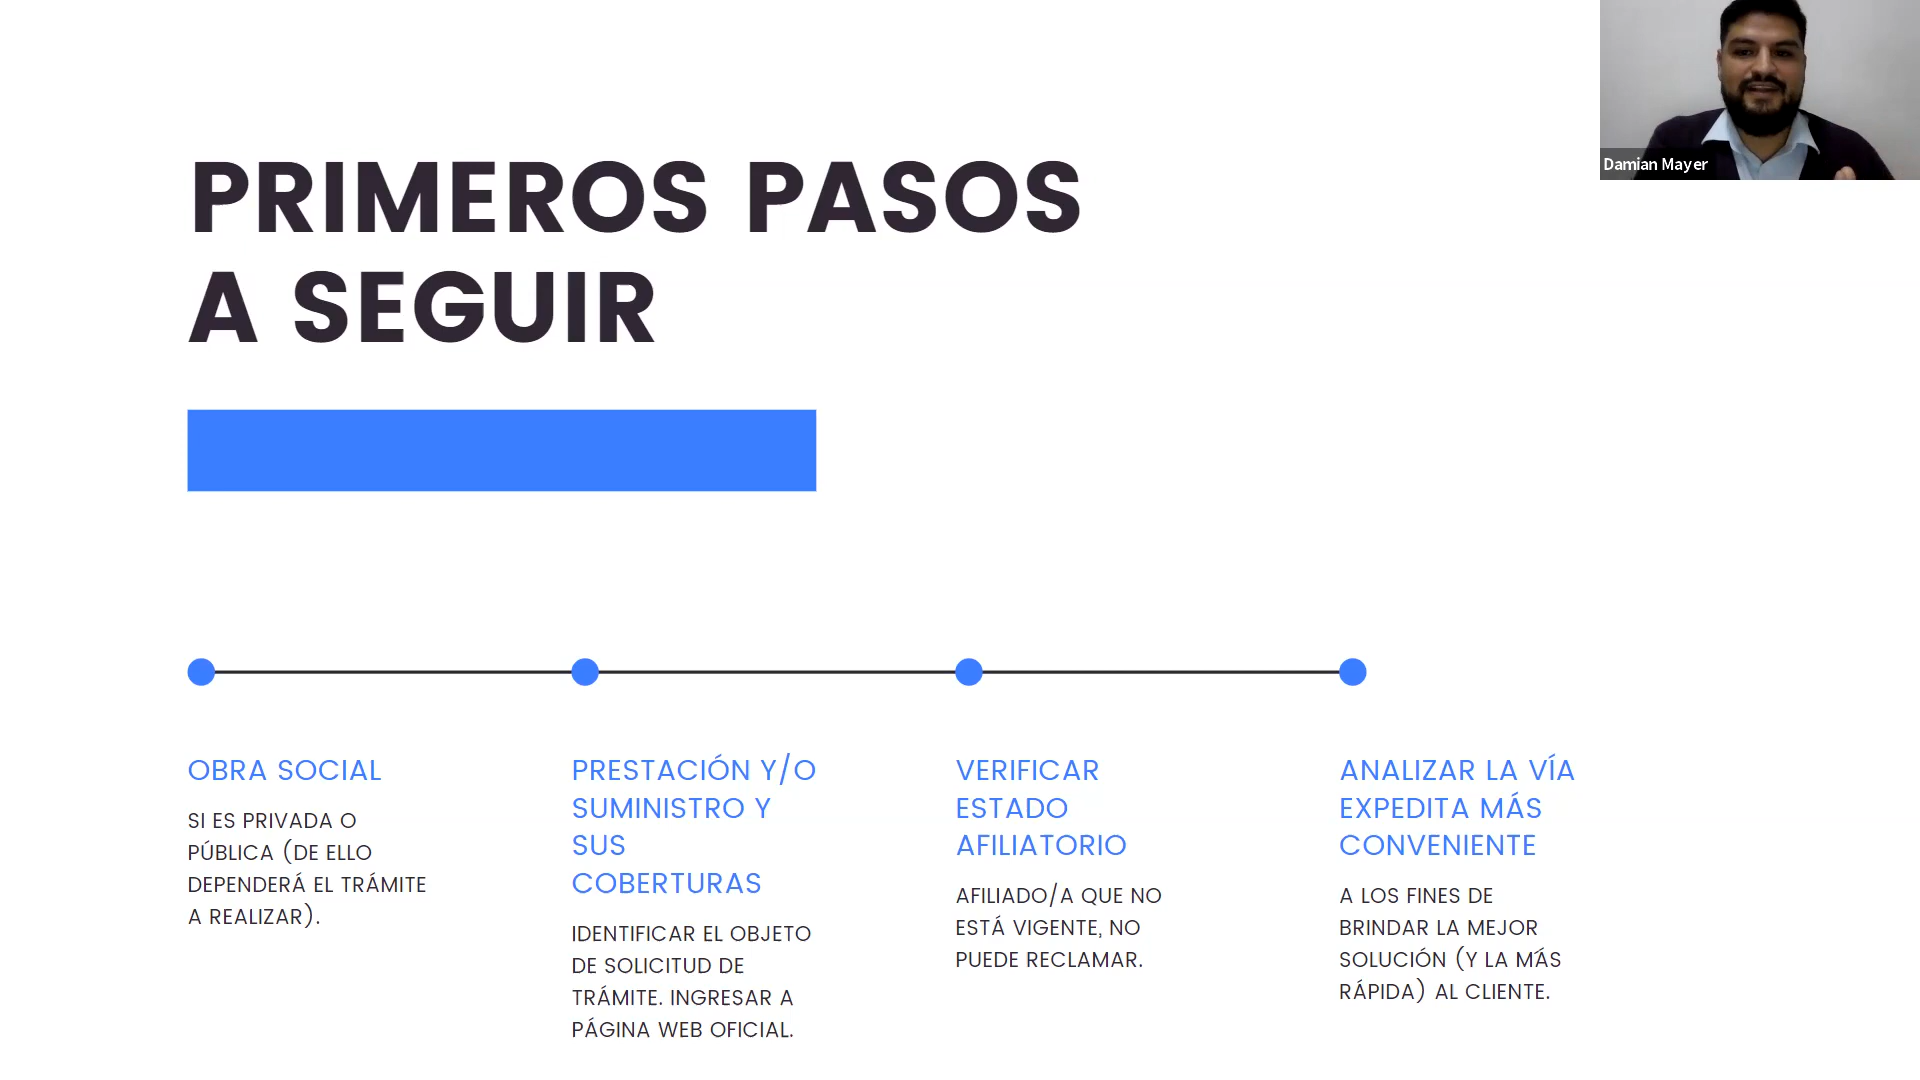 Damian Mayer
PRIMEROS PASOS
A SEGUIR
OBRA SOCIAL
SI ES PRIVADA O
PÚBLICA (DE ELLO
DEPENDERÁ EL TRÁMITE
A REALIZAR).
PRESTACIÓN Y/O
SUMINISTRO Y
SUS
COBERTURAS
IDENTIFICAR EL OBJETO
DE SOLICITUD DE
TRÁMITE. INGRESAR A
PÁGINA WEB OFICIAL.
VERIFICAR
ESTADO
AFILIATORIO
AFILIADO/A QUE NO
ESTÁ VIGENTE, NO
PUEDE RECLAMAR.
ANALIZAR LA VÍA
EXPEDITA MÁS
CONVENIENTE
A LOS FINES DE
BRINDAR LA MEJOR
SOLUCIÓN (Y LA MÁS
RÁPIDA) AL CLIENTE.